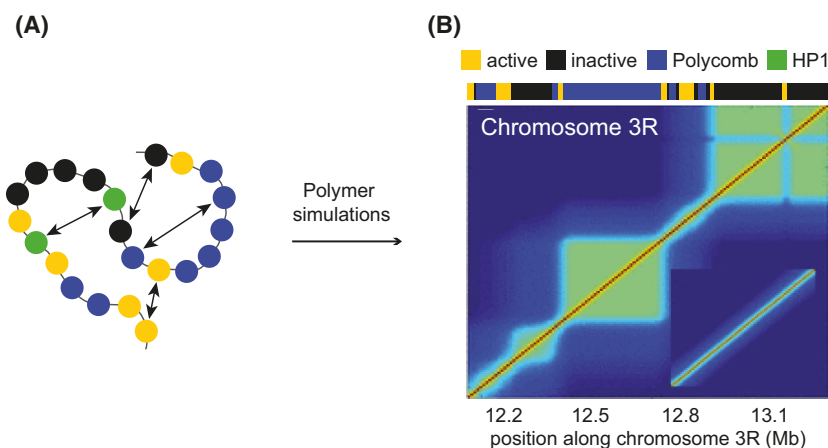 (A)
(B)
active inactive Polycomb HP1
Chromosome 3R
Polymer
simulations
12.2 12.5 12.8 13.1
position along chromosome 3R (Mb)